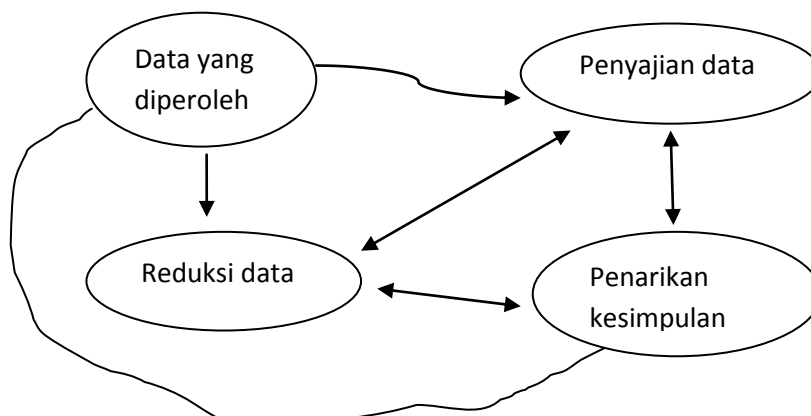 Data yang
diperoleh
Penyajian data
Reduksi data
Penarikan
kesimpulan